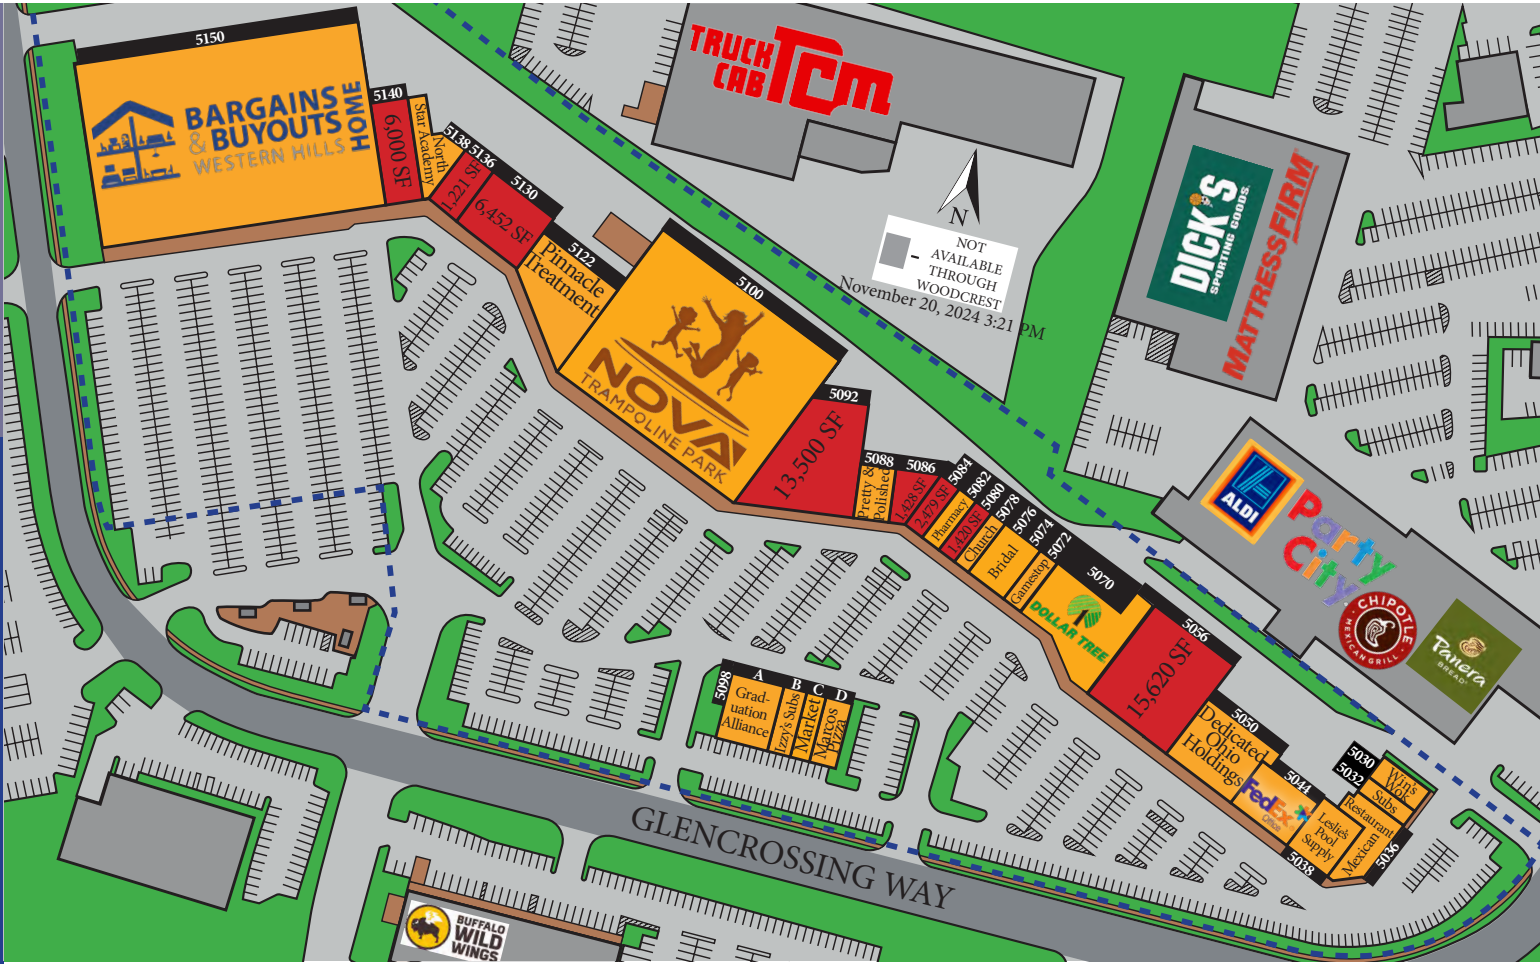 5150
BARGAINS
& BUYOUTS
HOME
WESTERN HILLS
5140
6,000 SF
North
Star Academy
5138
1,221 SF
5136
6,452 SF
5130
Pinnacle
Treatment
5122
5100
NOVA
TRAMPOLINE PARK
TRUCK
CAB
TCM
N
NOT
AVAILABLE
THROUGH
WOODCREST
-
November 20, 2024 3:21 PM
DICK'S
SPORTING GOODS.
MATTRESSFIRM
5092
13,500 SF
5088
Pretty &
Polished
5086
1,428 SF
5084
2,479 SF
5082
Pharmacy
5080
1,420 SF
5078
Church
5076
Bridal
5074
Gamestop
5072
5070
DOLLAR TREE
5056
15,620 SF
5050
Dedicated
Ohio
Holdings
5044
FedEx
Office
5038
Leslie's
Pool
Supply
5036
Mexican
Restaurant
5032
Subs
5030
Win's
Wok
ALDI
Party
City
CHIPOTLE
MEXICAN GRILL
Panera
BREAD
5098
A
B
C
D
Grad-
uation
Alliance
Izzy's Subs
Market
Marcos
Pizza
GLENCROSSING WAY
BUFFALO
WILD
WINGS